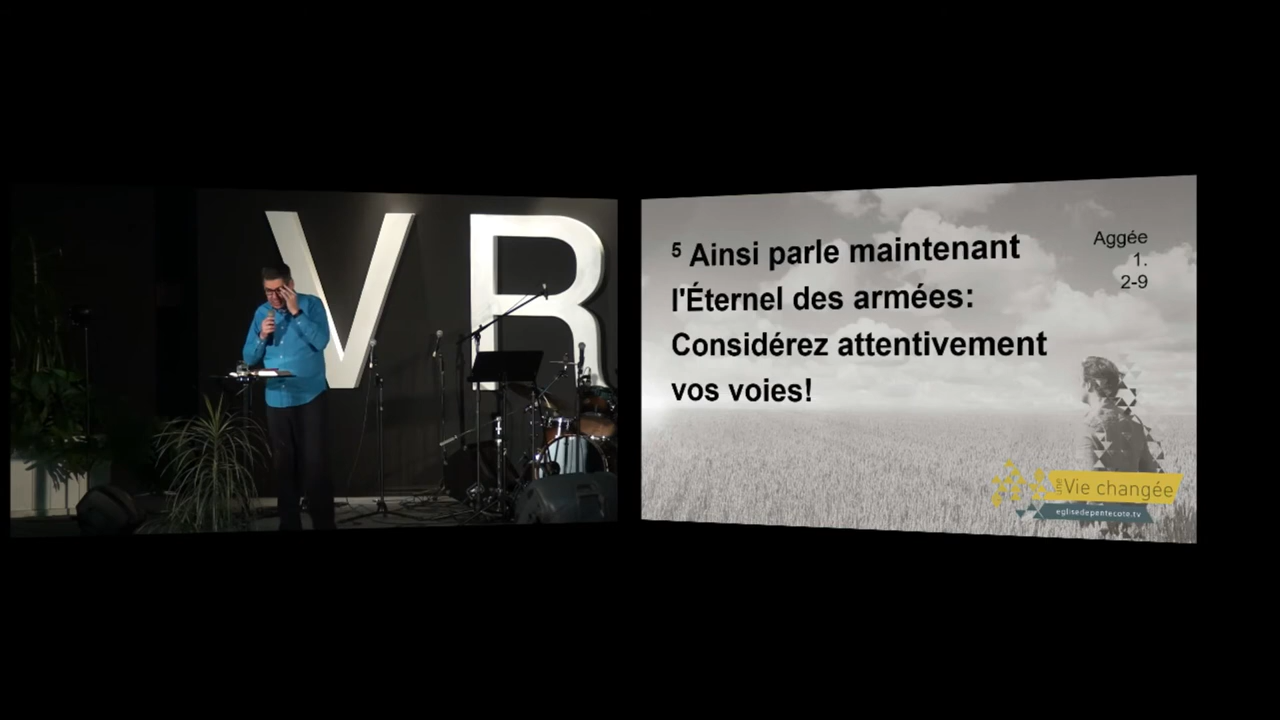 V R
⁵ Ainsi parle maintenant
l'Éternel des armées:
Considérez attentivement
vos voies!
Aggée
1.
2-9
une Vie changée
eglisedepentecote.tv